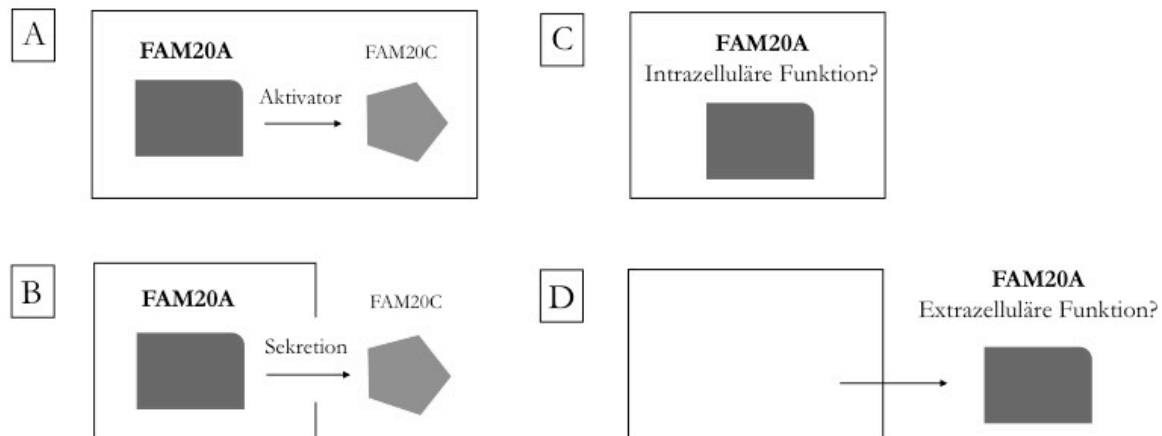 A
FAM20A
FAM20C
Aktivator
C
FAM20A
Intrazelluläre Funktion?
B
FAM20A
FAM20C
Sekretion
D
FAM20A
Extrazelluläre Funktion?